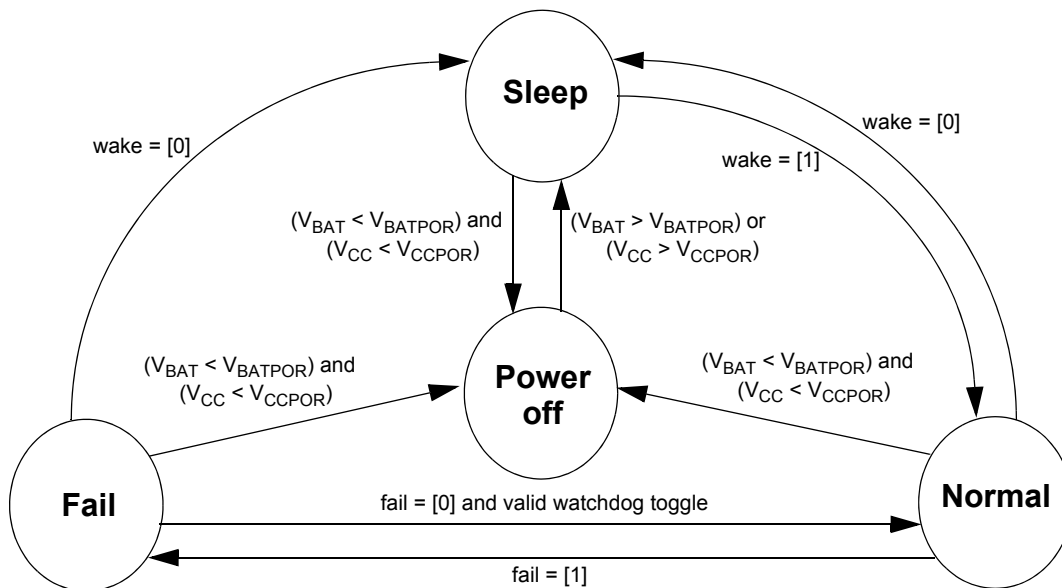 Sleep
wake = [0]
wake = [0]
wake = [1]
(VBAT < VBATPOR) and
(VCC < VCCPOR)
(VBAT > VBATPOR) or
(VCC > VCCPOR)
(VBAT < VBATPOR) and
(VCC < VCCPOR)
Power
off
(VBAT < VBATPOR) and
(VCC < VCCPOR)
Fail
fail = [0] and valid watchdog toggle
Normal
fail = [1]